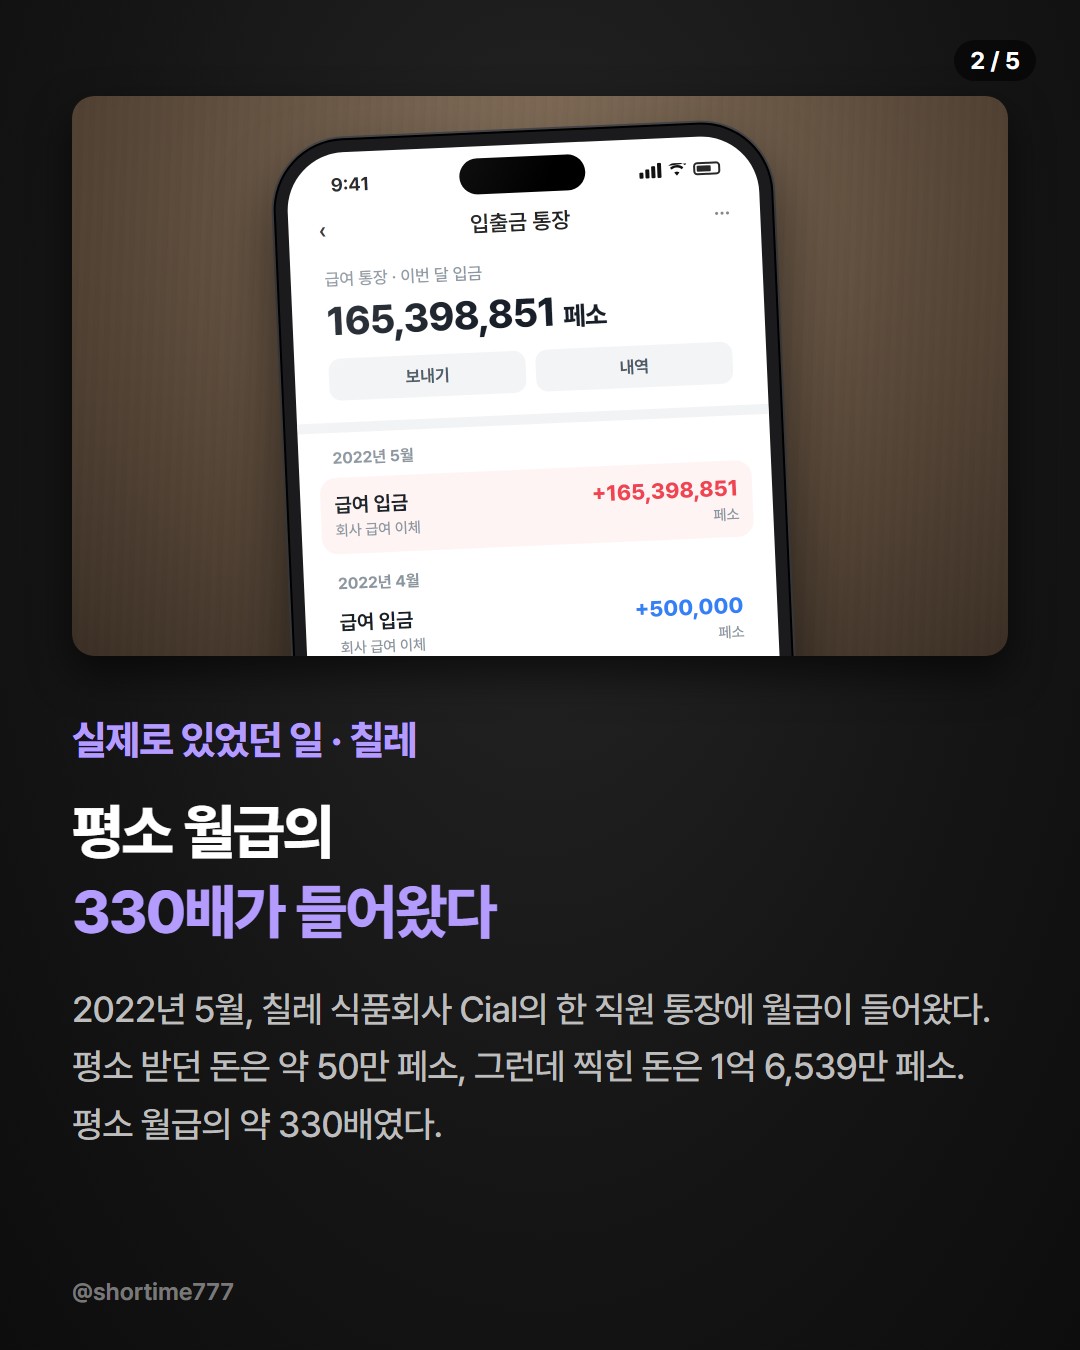 2 / 5
9:41
‹ 입출금 통장 ···
급여 통장 · 이번 달 입금
165,398,851 페소
보내기 내역
2022년 5월
급여 입금 +165,398,851
회사 급여 이체 페소
2022년 4월
급여 입금 +500,000
회사 급여 이체 페소
실제로 있었던 일 · 칠레
평소 월급의
330배가 들어왔다
2022년 5월, 칠레 식품회사 Cial의 한 직원 통장에 월급이 들어왔다.
평소 받던 돈은 약 50만 페소, 그런데 찍힌 돈은 1억 6,539만 페소.
평소 월급의 약 330배였다.
@shortime777